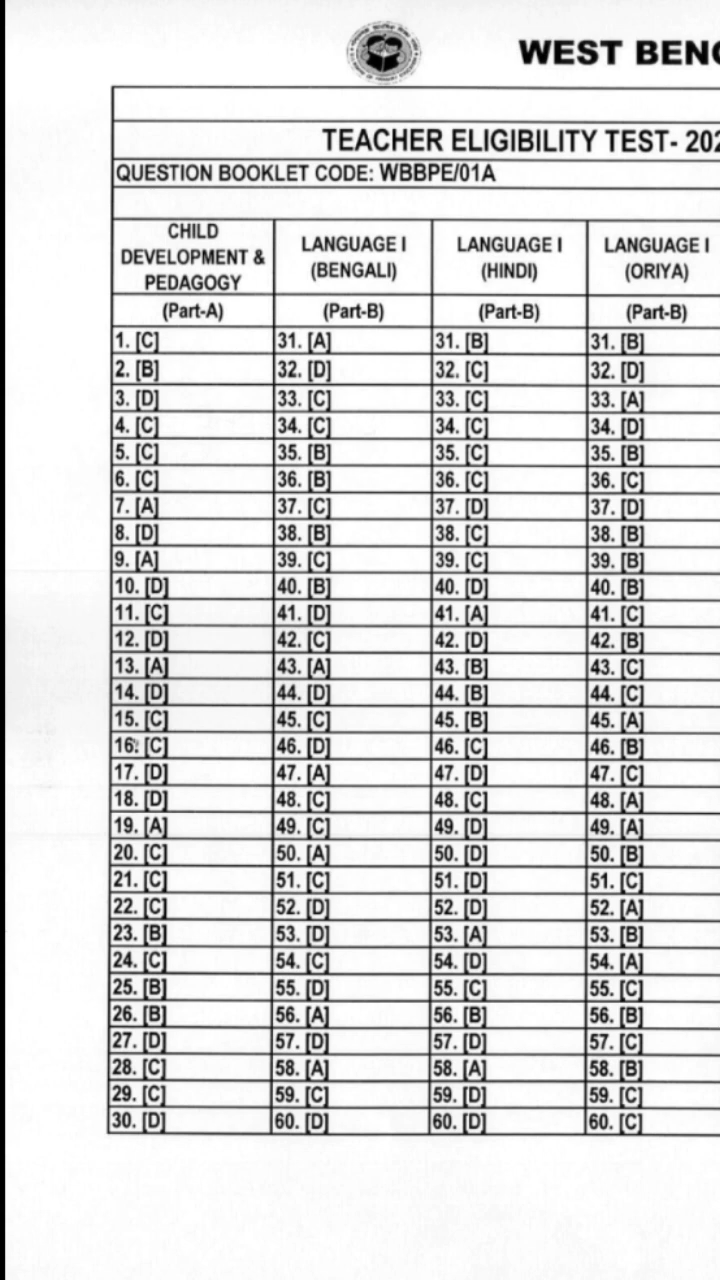 WEST BENG
TEACHER ELIGIBILITY TEST- 202
QUESTION BOOKLET CODE: WBBPE/01A
CHILD DEVELOPMENT & PEDAGOGY LANGUAGE I (BENGALI) LANGUAGE I (HINDI) LANGUAGE I (ORIYA)
(Part-A) (Part-B) (Part-B) (Part-B)
1. [C] 31. [A] 31. [B] 31. [B]
2. [B] 32. [D] 32. [C] 32. [D]
3. [D] 33. [C] 33. [C] 33. [A]
4. [C] 34. [C] 34. [C] 34. [D]
5. [C] 35. [B] 35. [C] 35. [B]
6. [C] 36. [B] 36. [C] 36. [C]
7. [A] 37. [C] 37. [D] 37. [D]
8. [D] 38. [B] 38. [C] 38. [B]
9. [A] 39. [C] 39. [C] 39. [B]
10. [D] 40. [B] 40. [D] 40. [B]
11. [C] 41. [D] 41. [A] 41. [C]
12. [D] 42. [C] 42. [D] 42. [B]
13. [A] 43. [A] 43. [B] 43. [C]
14. [D] 44. [D] 44. [B] 44. [C]
15. [C] 45. [C] 45. [B] 45. [A]
16. [C] 46. [D] 46. [C] 46. [B]
17. [D] 47. [A] 47. [D] 47. [C]
18. [D] 48. [C] 48. [C] 48. [A]
19. [A] 49. [C] 49. [D] 49. [A]
20. [C] 50. [A] 50. [D] 50. [B]
21. [C] 51. [C] 51. [D] 51. [C]
22. [C] 52. [D] 52. [D] 52. [A]
23. [B] 53. [D] 53. [A] 53. [B]
24. [C] 54. [C] 54. [D] 54. [A]
25. [B] 55. [D] 55. [C] 55. [C]
26. [B] 56. [A] 56. [B] 56. [B]
27. [D] 57. [D] 57. [D] 57. [C]
28. [C] 58. [A] 58. [A] 58. [B]
29. [C] 59. [C] 59. [D] 59. [C]
30. [D] 60. [D] 60. [D] 60. [C]